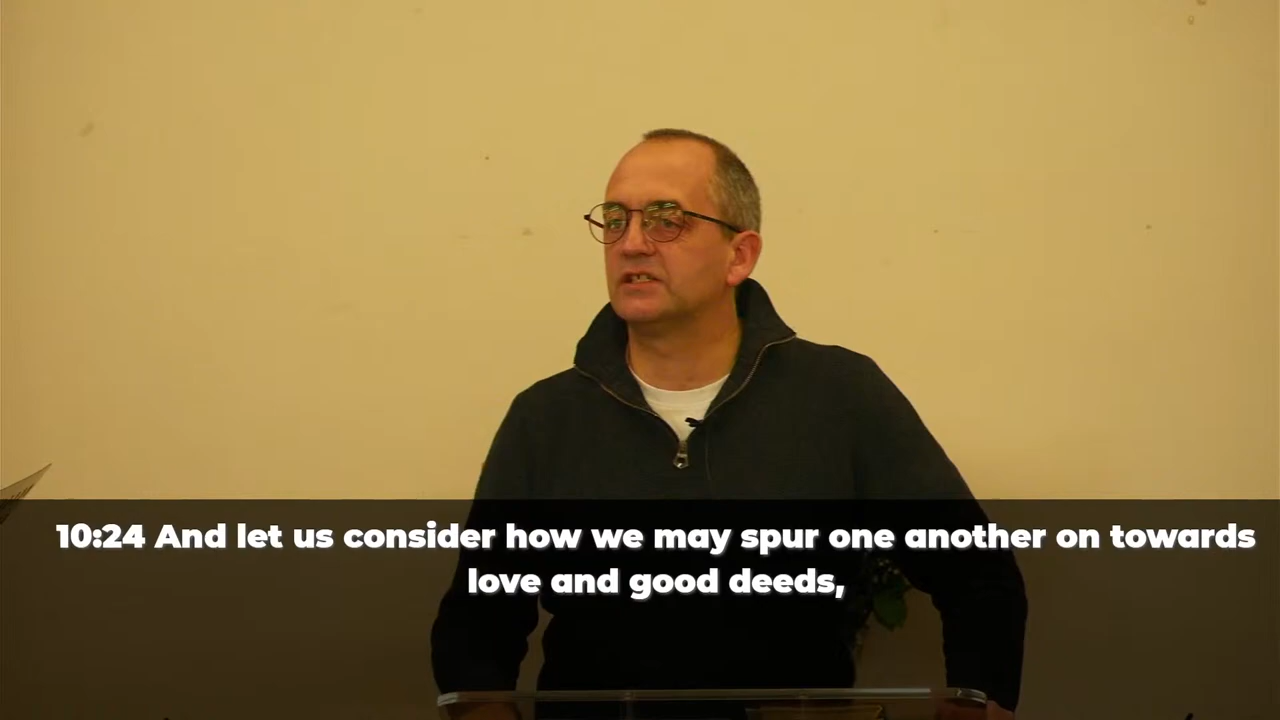 10:24 And let us consider how we may spur one another on towards
love and good deeds,